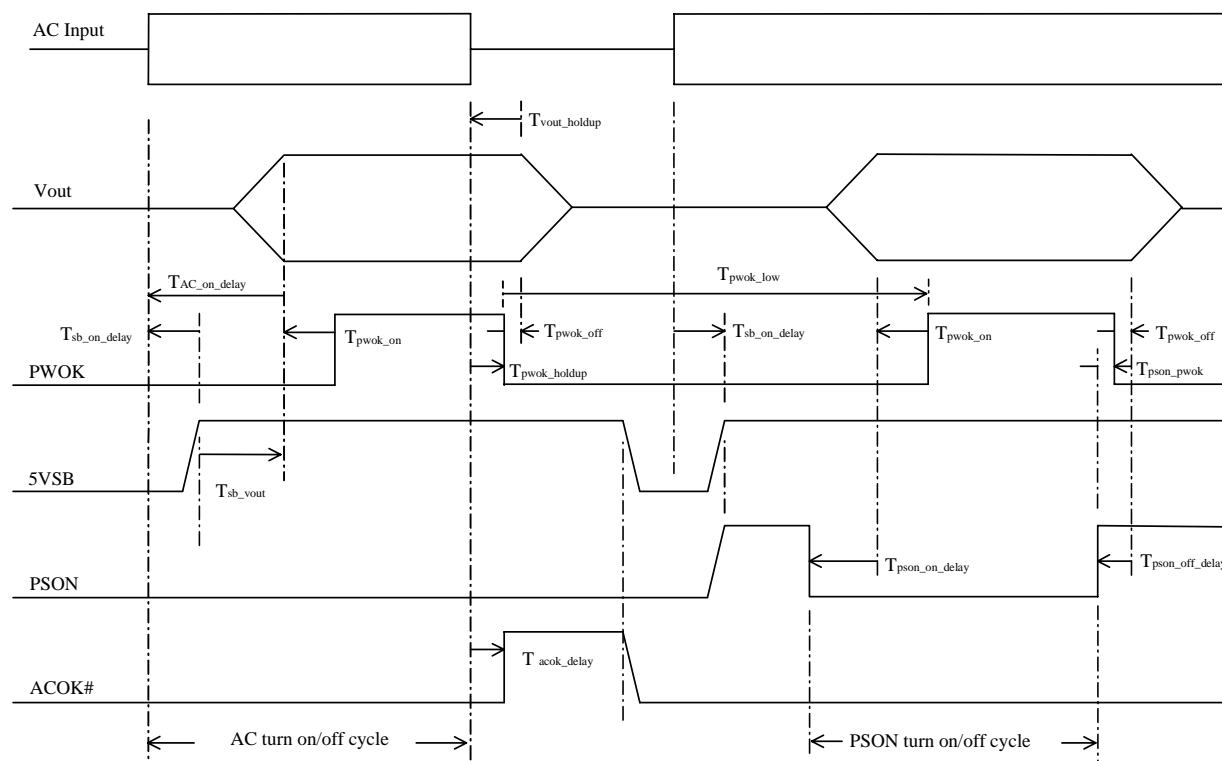 AC Input
Tvout_holdup
Vout
TAC_on_delay
Tpwok_low
Tsb_on_delay
Tpwok_on
Tpwok_off
Tsb_on_delay
Tpwok_on
Tpwok_off
PWOK
Tpwok_holdup
Tpson_pwok
5VSB
Tsb_vout
PSON
Tpson_on_delay
Tpson_off_delay
T acok_delay
ACOK#
AC turn on/off cycle
PSON turn on/off cycle